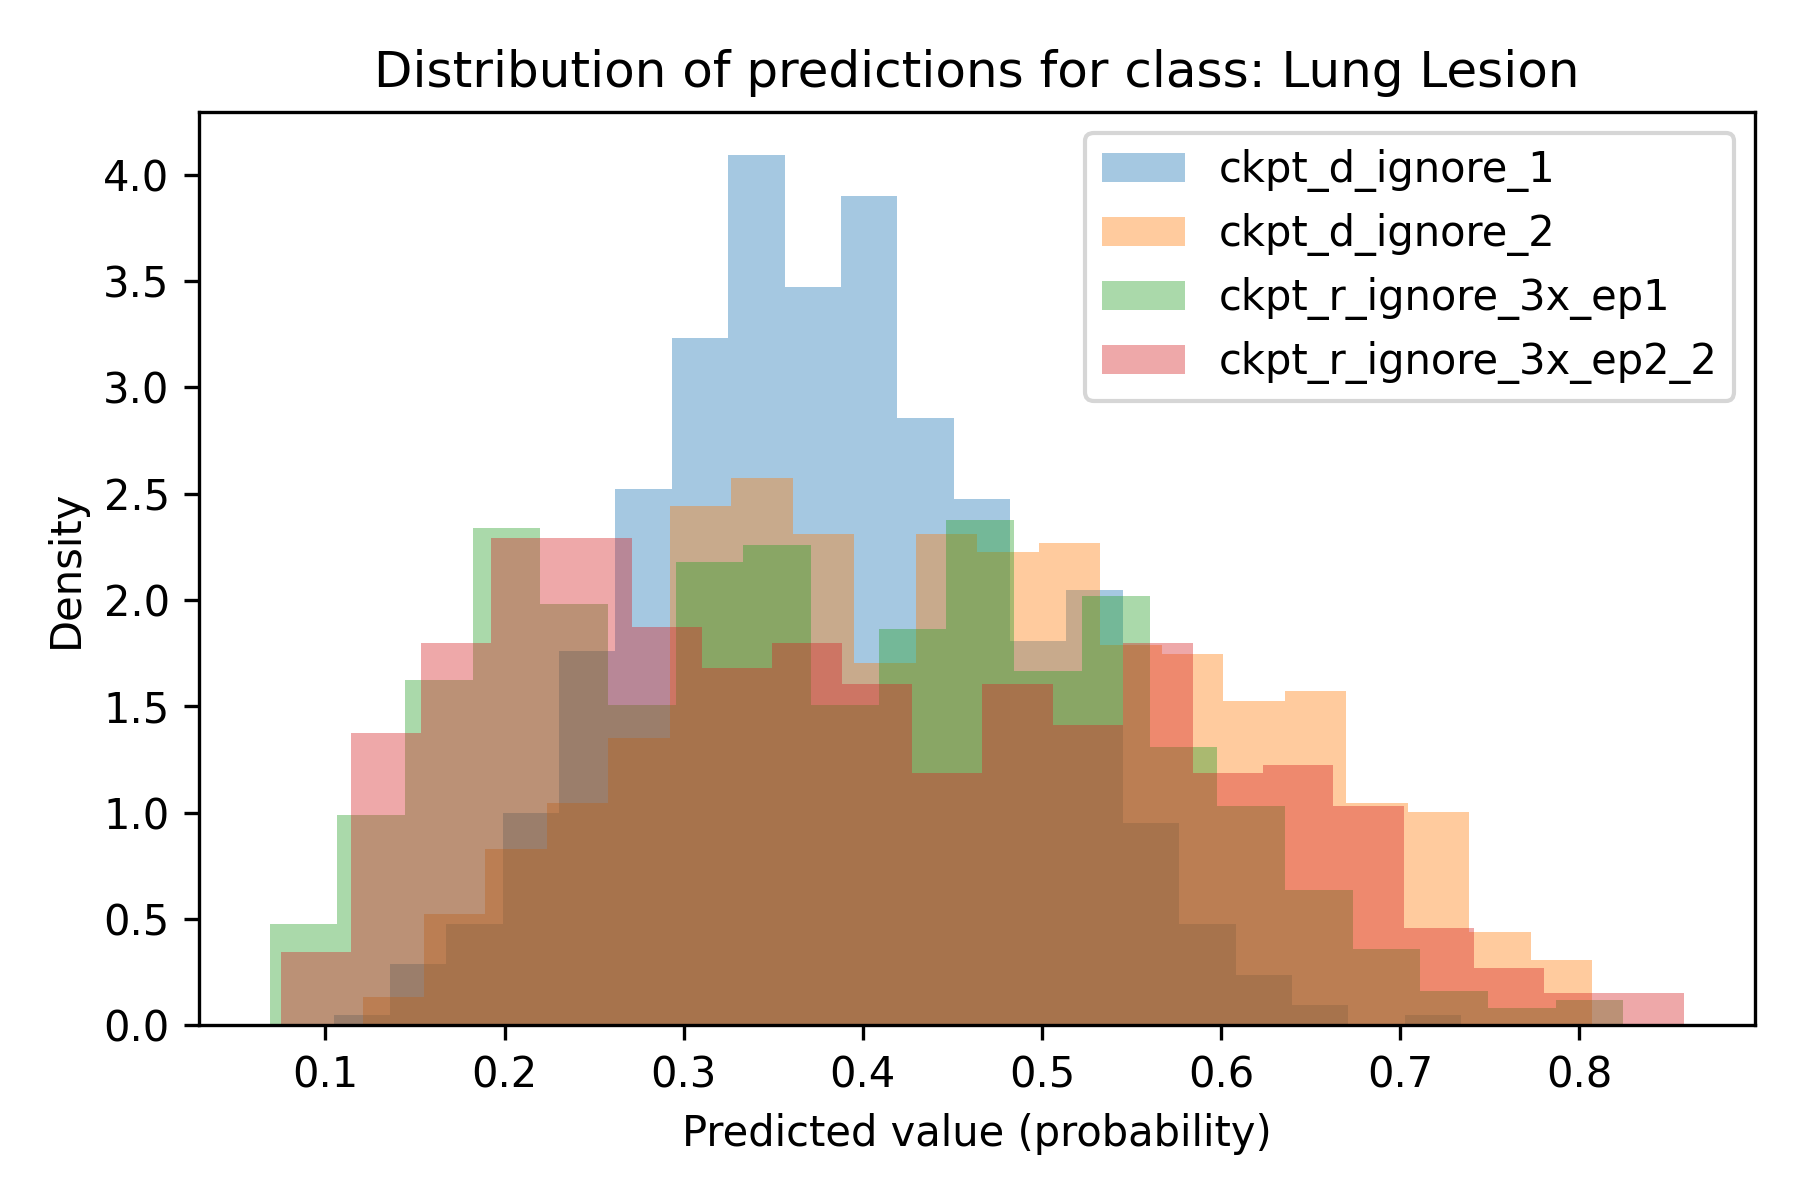 Distribution of predictions for class: Lung Lesion
ckpt_d_ignore_1
ckpt_d_ignore_2
ckpt_r_ignore_3x_ep1
ckpt_r_ignore_3x_ep2_2
Density
4.0
3.5
3.0
2.5
2.0
1.5
1.0
0.5
0.0
0.1 0.2 0.3 0.4 0.5 0.6 0.7 0.8
Predicted value (probability)